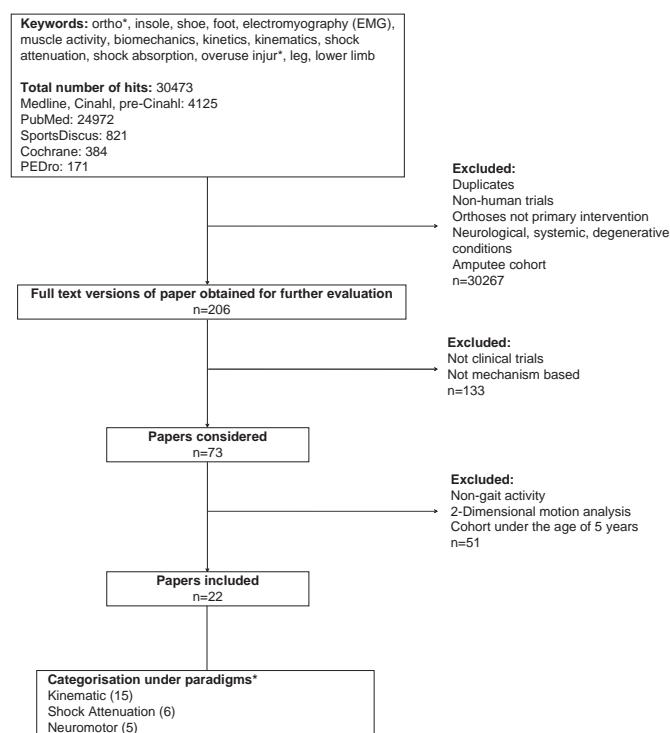 Keywords: ortho*, insole, shoe, foot, electromyography (EMG),
muscle activity, biomechanics, kinetics, kinematics, shock
attenuation, shock absorption, overuse injur*, leg, lower limb
Total number of hits: 30473
Medline, Cinahl, pre-Cinahl: 4125
PubMed: 24972
SportsDiscus: 821
Cochrane: 384
PEDro: 171
Excluded:
Duplicates
Non-human trials
Orthoses not primary intervention
Neurological, systemic, degenerative
conditions
Amputee cohort
n=30267
Full text versions of paper obtained for further evaluation
n=206
Excluded:
Not clinical trials
Not mechanism based
n=133
Papers considered
n=73
Excluded:
Non-gait activity
2-Dimensional motion analysis
Cohort under the age of 5 years
n=51
Papers included
n=22
Categorisation under paradigms*
Kinematic (15)
Shock Attenuation (6)
Neuromotor (5)